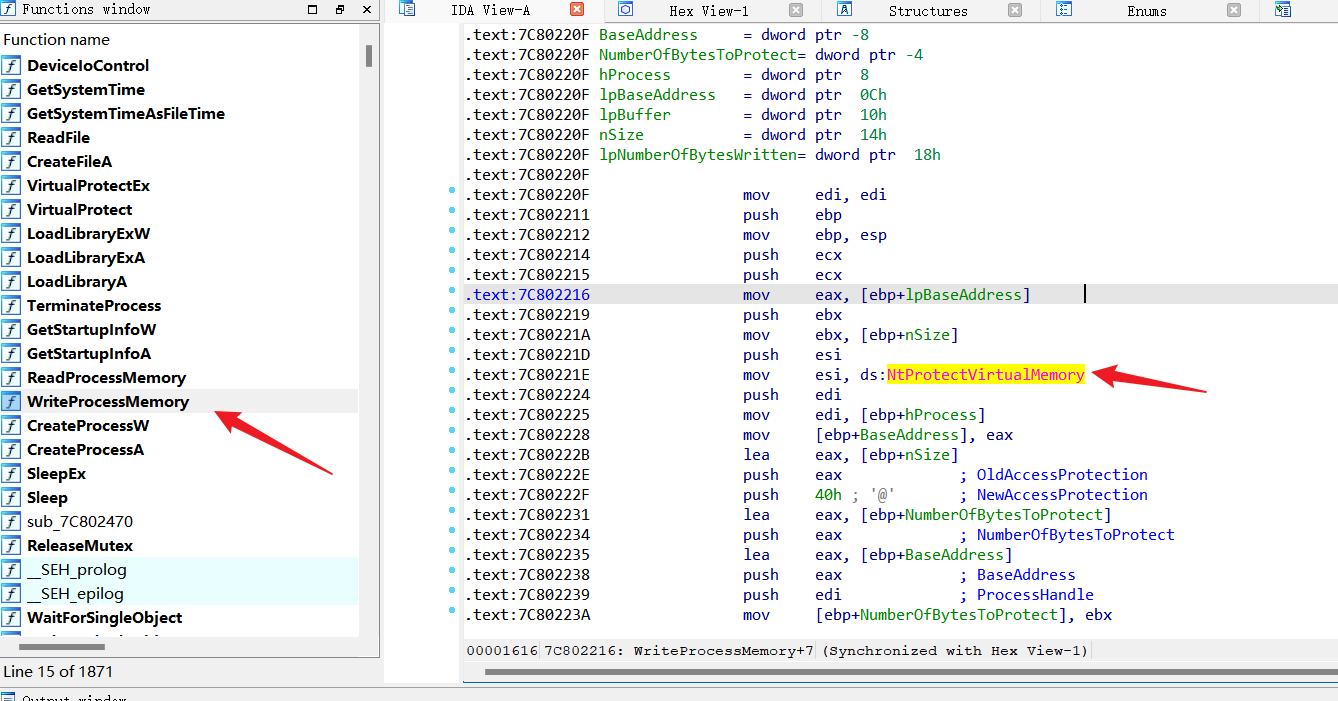 Functions window
Function name
DeviceIoControl
GetSystemTime
GetSystemTimeAsFileTime
ReadFile
CreateFileA
VirtualProtectEx
VirtualProtect
LoadLibraryExW
LoadLibraryExA
LoadLibraryA
TerminateProcess
GetStartupInfoW
GetStartupInfoA
ReadProcessMemory
WriteProcessMemory
CreateProcessW
CreateProcessA
SleepEx
Sleep
sub_7C802470
ReleaseMutex
__SEH_prolog
__SEH_epilog
WaitForSingleObject
Line 15 of 1871
Output window
IDA View-A Hex View-1 Structures Enums
.text:7C80220F BaseAddress = dword ptr -8
.text:7C80220F NumberOfBytesToProtect= dword ptr -4
.text:7C80220F hProcess = dword ptr 8
.text:7C80220F lpBaseAddress = dword ptr 0Ch
.text:7C80220F lpBuffer = dword ptr 10h
.text:7C80220F nSize = dword ptr 14h
.text:7C80220F lpNumberOfBytesWritten= dword ptr 18h
.text:7C80220F
.text:7C80220F mov edi, edi
.text:7C802211 push ebp
.text:7C802212 mov ebp, esp
.text:7C802214 push ecx
.text:7C802215 push ecx
.text:7C802216 mov eax, [ebp+lpBaseAddress]
.text:7C802219 push ebx
.text:7C80221A mov ebx, [ebp+nSize]
.text:7C80221D push esi
.text:7C80221E mov esi, ds:NtProtectVirtualMemory
.text:7C802224 push edi
.text:7C802225 mov edi, [ebp+hProcess]
.text:7C802228 mov [ebp+BaseAddress], eax
.text:7C80222B lea eax, [ebp+nSize]
.text:7C80222E push eax ; OldAccessProtection
.text:7C80222F push 40h ; '@' ; NewAccessProtection
.text:7C802231 lea eax, [ebp+NumberOfBytesToProtect]
.text:7C802234 push eax ; NumberOfBytesToProtect
.text:7C802235 lea eax, [ebp+BaseAddress]
.text:7C802238 push eax ; BaseAddress
.text:7C802239 push edi ; ProcessHandle
.text:7C80223A mov [ebp+NumberOfBytesToProtect], ebx
00001616 7C802216: WriteProcessMemory+7 (Synchronized with Hex View-1)